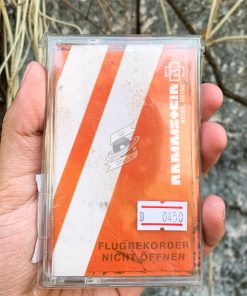 RAMMSTEIN
REISE, REISE
B 0450
FLUGREKORDER
NICHT ÖFFNEN